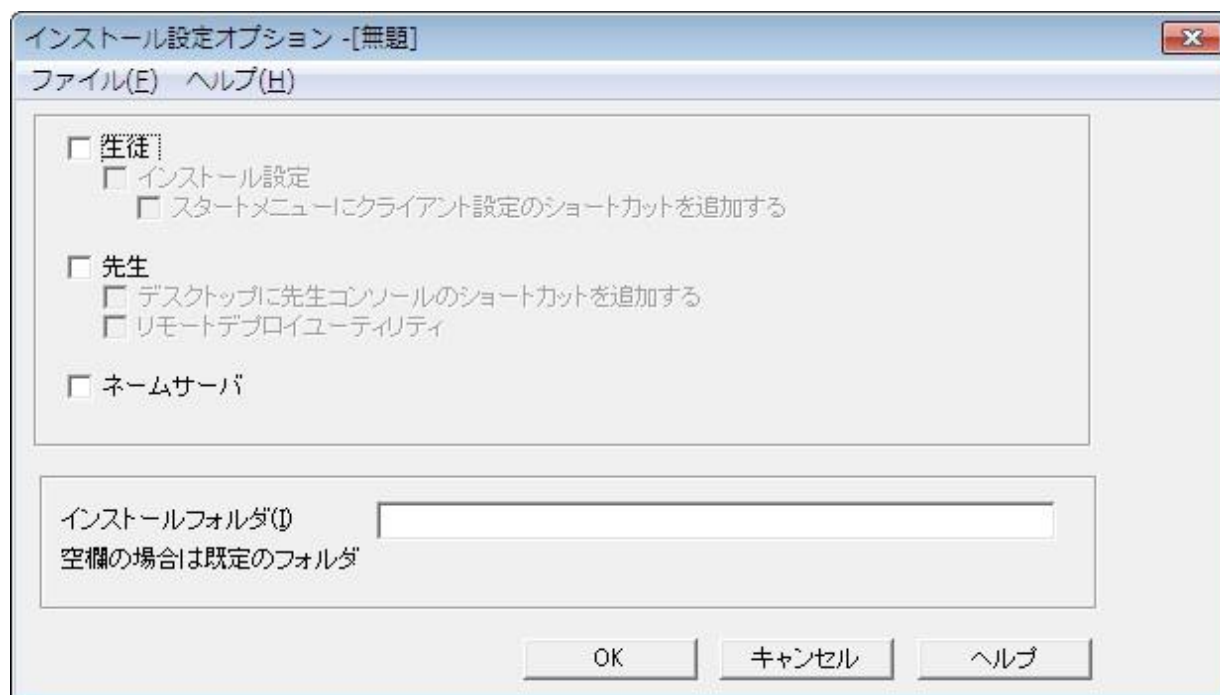 インストール設定オプション -[無題]
ファイル(F) ヘルプ(H)
生徒
インストール設定
スタートメニューにクライアント設定のショートカットを追加する
先生
デスクトップに先生コンソールのショートカットを追加する
リモートデプロイユーティリティ
ネームサーバ
インストールフォルダ(I)
空欄の場合は既定のフォルダ
OK キャンセル ヘルプ